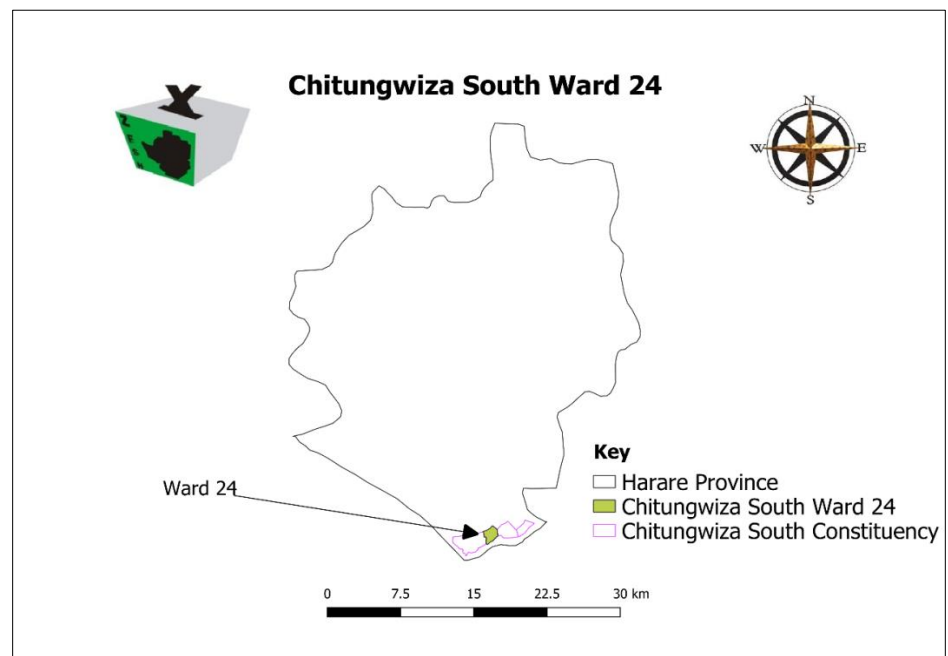 Chitungwiza South Ward 24
Z
E
S
N
N
W
E
S
Ward 24
Key
Harare Province
Chitungwiza South Ward 24
Chitungwiza South Constituency
0 7.5 15 22.5 30 km